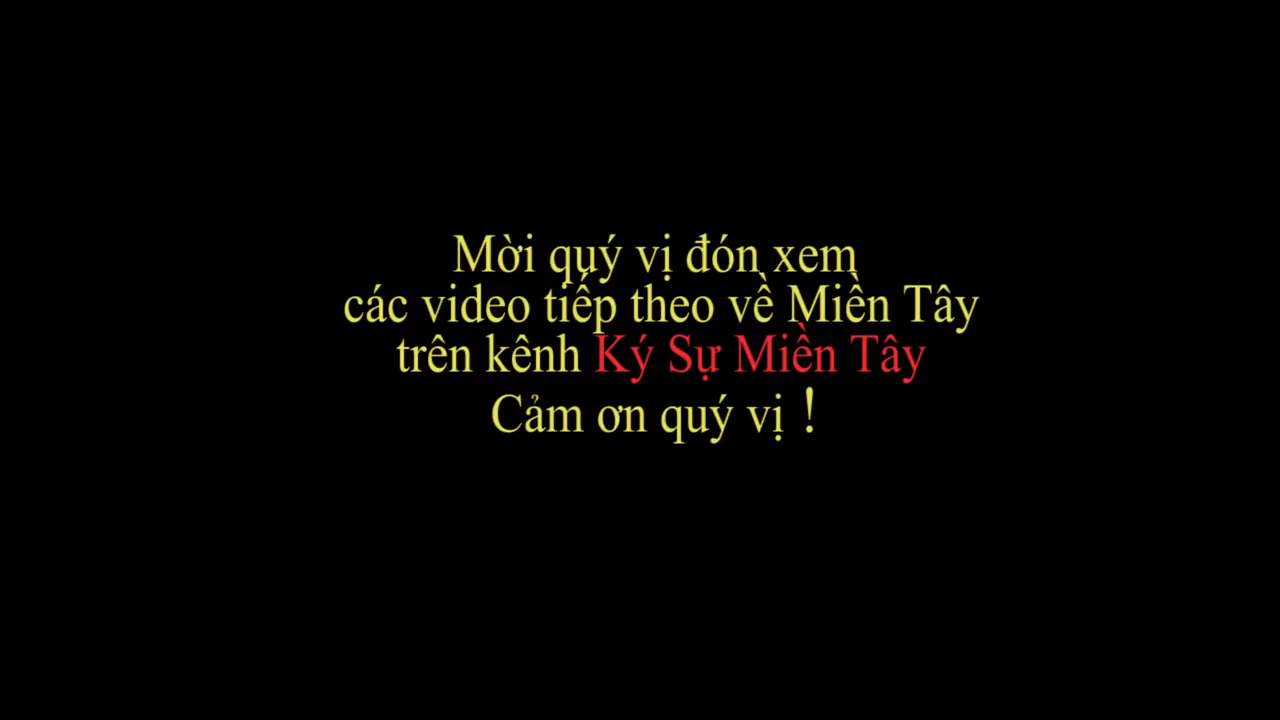 Mời quý vị đón xem
các video tiếp theo về Miền Tây
trên kênh Ký Sự Miền Tây
Cảm ơn quý vị !